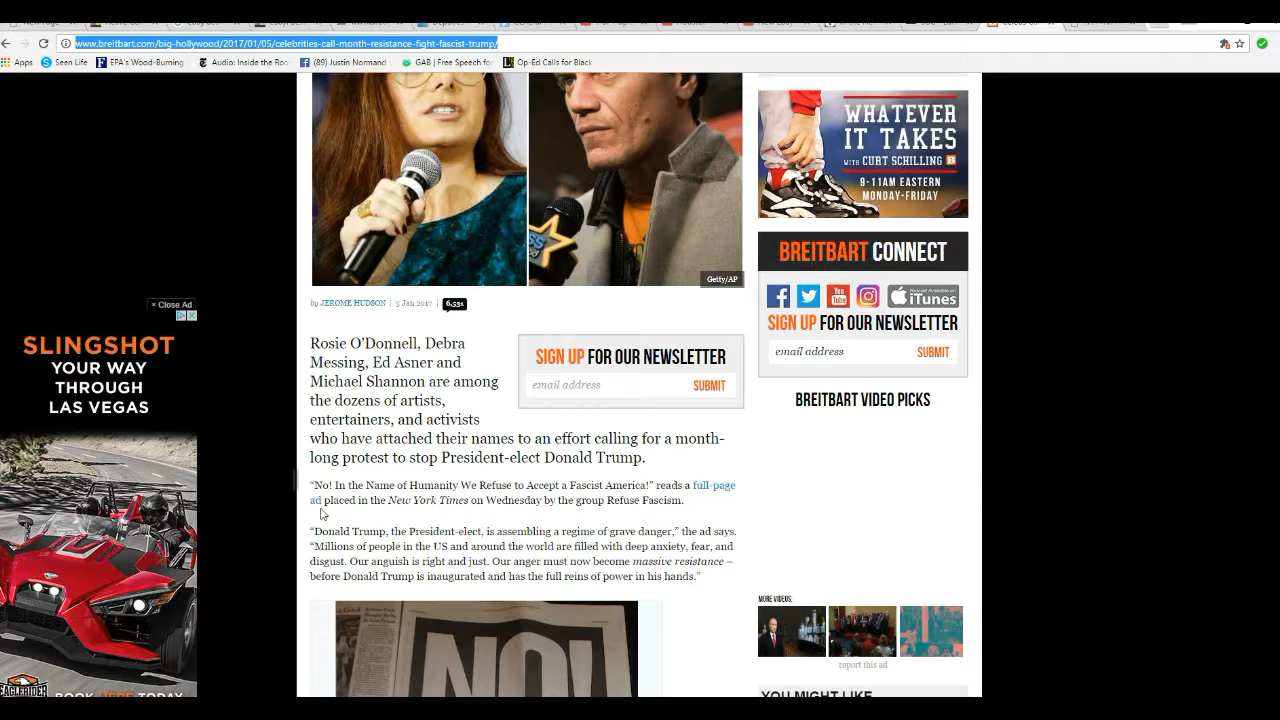 www.breitbart.com/big-hollywood/2017/01/05/celebrities-call-month-resistance-fight-fascist-trump/
Apps Seen Life EPA's Wood-Burning Audio: Inside the Roo (89) Justin Normand GAB | Free Speech fo Op-Ed Calls for Black
WHATEVER
IT TAKES
WITH CURT SCHILLING
9-11AM EASTERN
MONDAY-FRIDAY
BREITBART CONNECT
Getty/AP
Podcast Available on
iTunes
by JEROME HUDSON | 5 Jan 2017 | 6,531
SIGN UP FOR OUR NEWSLETTER
email address SUBMIT
× Close Ad
SLINGSHOT
YOUR WAY
THROUGH
LAS VEGAS
EAGLERIDER
BOOK HERE TODAY
Rosie O'Donnell, Debra
Messing, Ed Asner and
Michael Shannon are among
the dozens of artists,
entertainers, and activists
who have attached their names to an effort calling for a month-
long protest to stop President-elect Donald Trump.
SIGN UP FOR OUR NEWSLETTER
email address SUBMIT
BREITBART VIDEO PICKS
“No! In the Name of Humanity We Refuse to Accept a Fascist America!” reads a full-page
ad placed in the New York Times on Wednesday by the group Refuse Fascism.
“Donald Trump, the President-elect, is assembling a regime of grave danger,” the ad says.
“Millions of people in the US and around the world are filled with deep anxiety, fear, and
disgust. Our anguish is right and just. Our anger must now become massive resistance –
before Donald Trump is inaugurated and has the full reins of power in his hands.”
NO!
MORE VIDEOS:
report this ad
YOU MIGHT LIKE